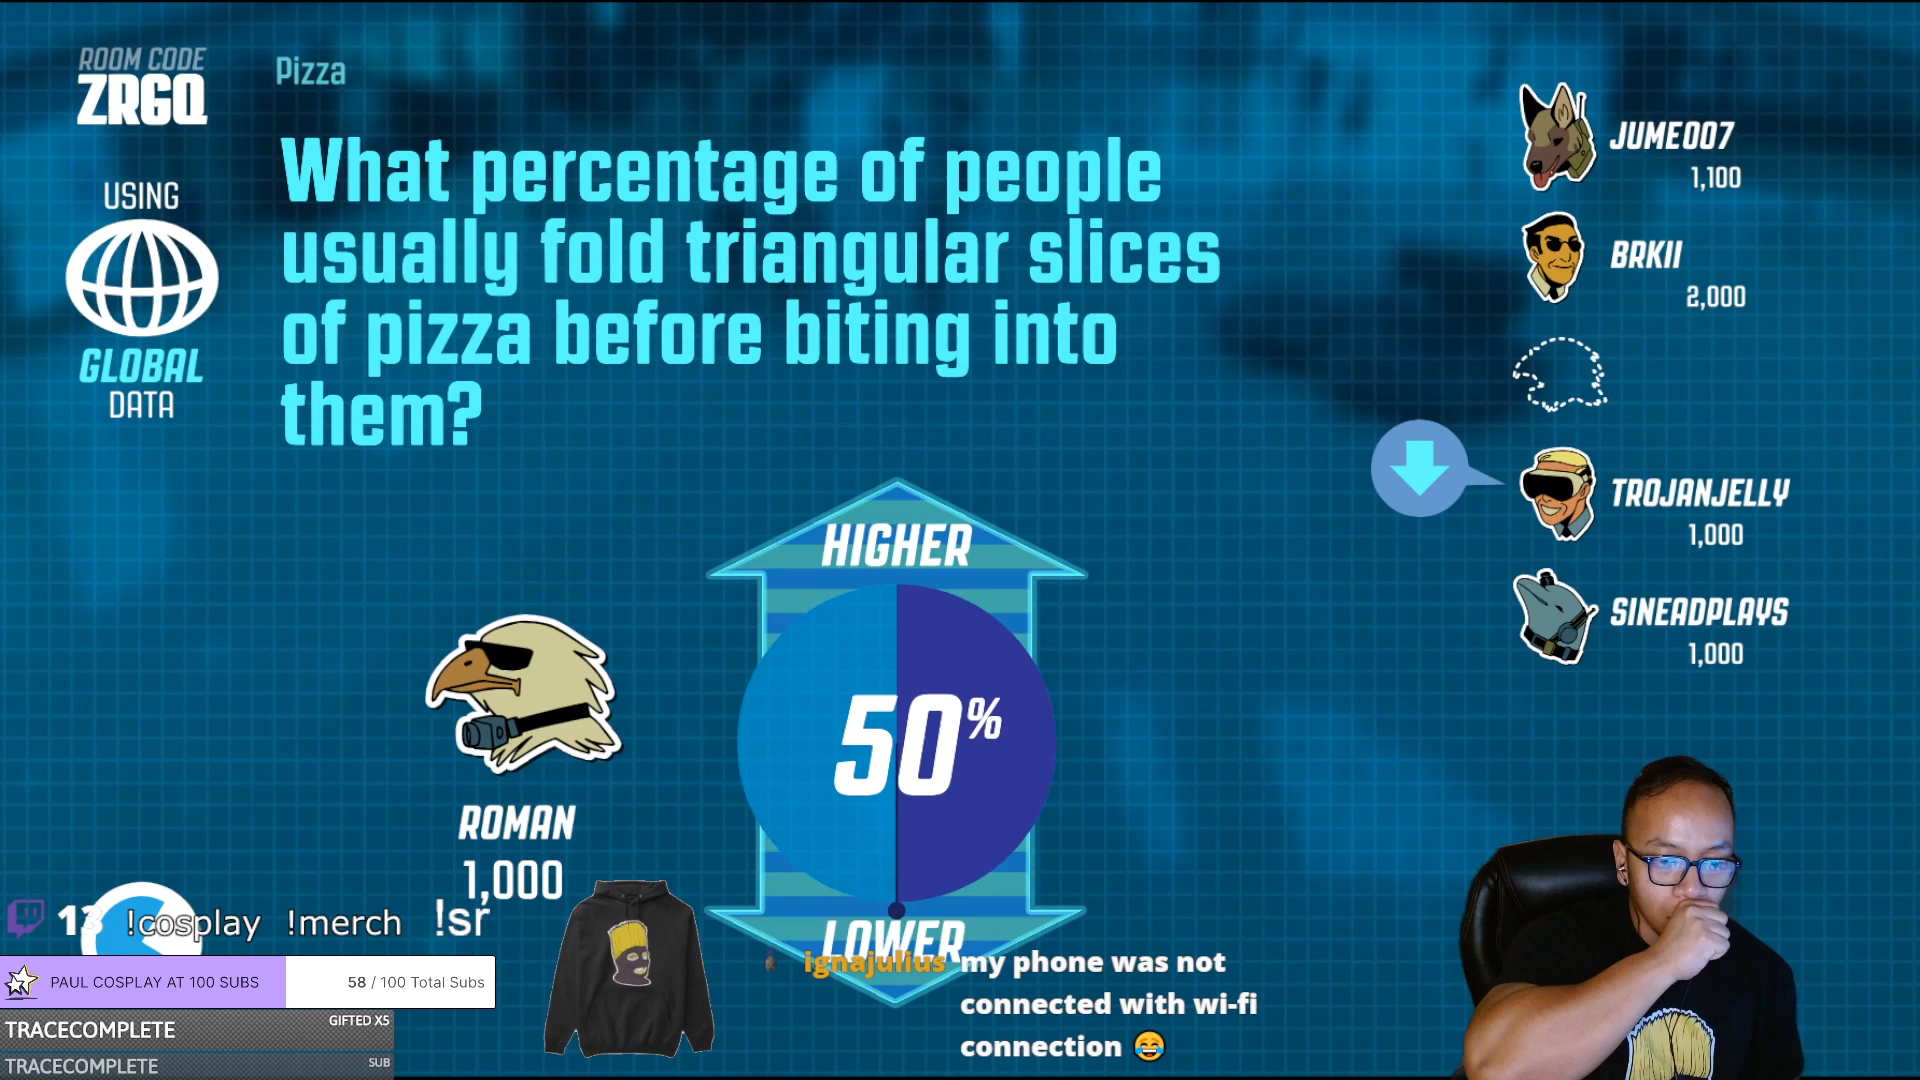 ROOM CODE
ZRGQ
USING
GLOBAL
DATA
Pizza
What percentage of people
usually fold triangular slices
of pizza before biting into
them?
JUME007
1,100
BRKII
2,000
TROJANJELLY
1,000
SINEADPLAYS
1,000
HIGHER
50%
LOWER
ROMAN
1,000
13 !cosplay !merch !sr
PAUL COSPLAY AT 100 SUBS 58 / 100 Total Subs
TRACECOMPLETE GIFTED X5
TRACECOMPLETE SUB
ignajulius my phone was not
connected with wi-fi
connection 😂